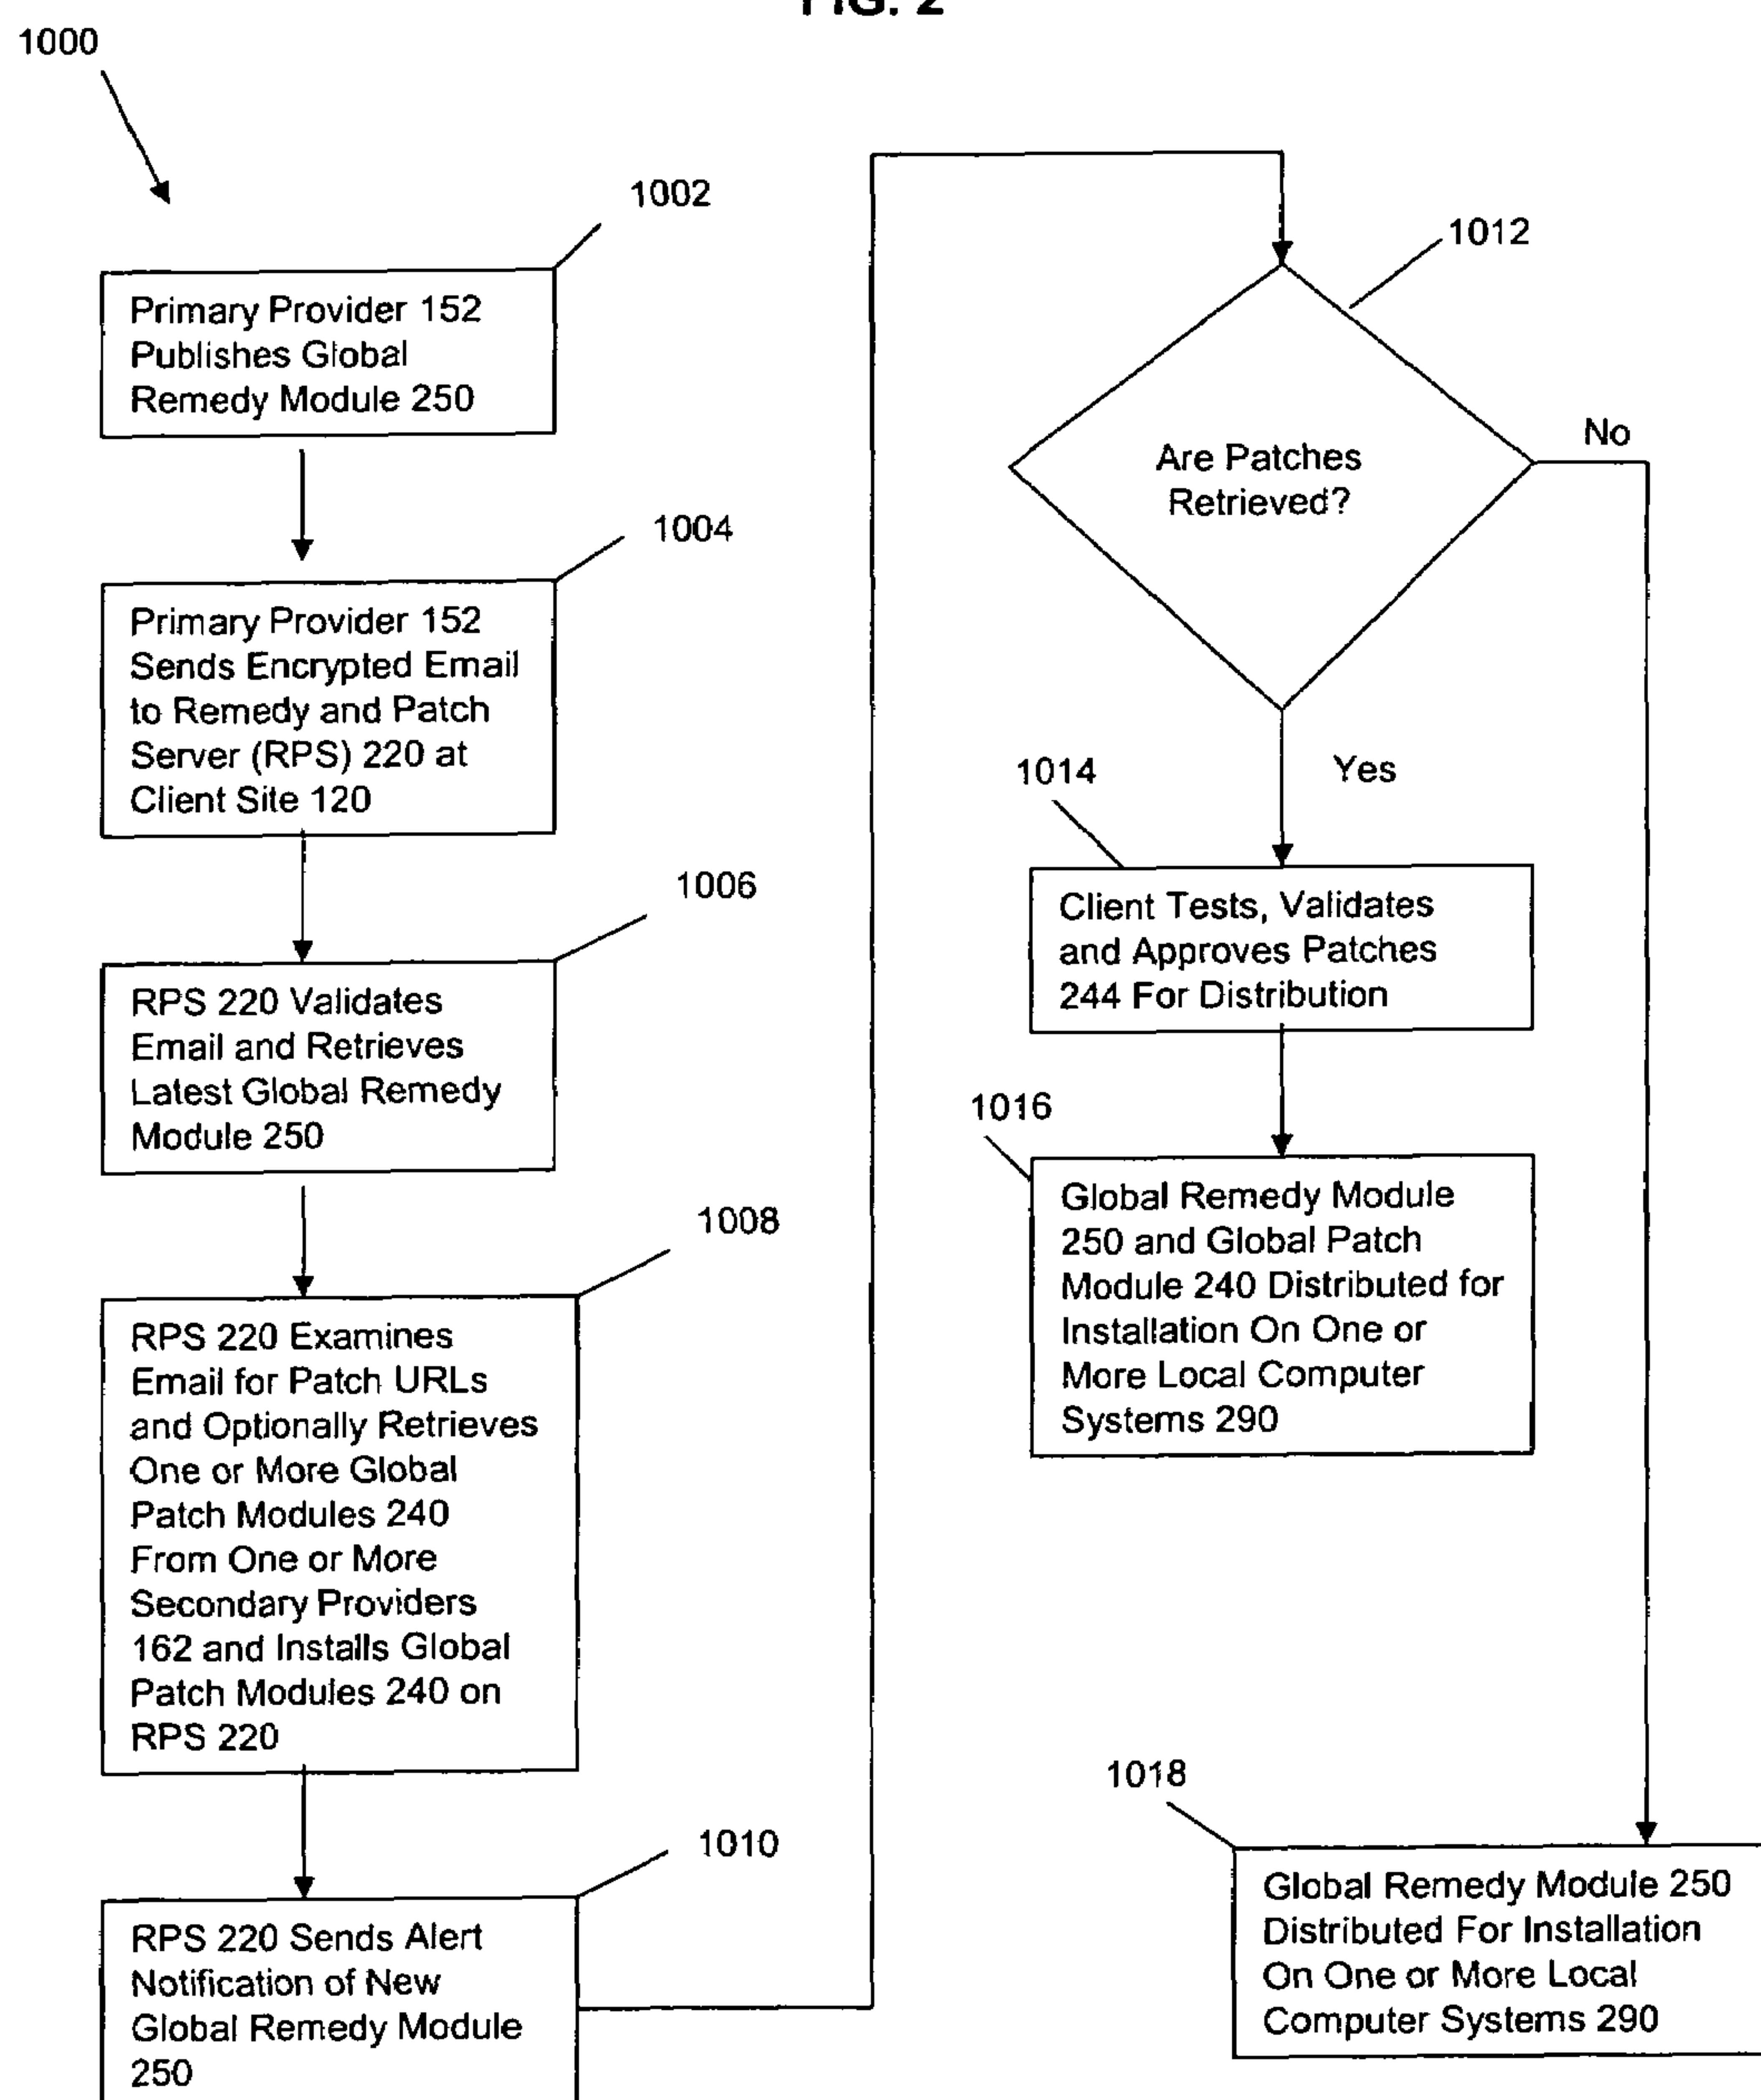 FIG. 2
1000
1002
Primary Provider 152
Publishes Global
Remedy Module 250
1004
Primary Provider 152
Sends Encrypted Email
to Remedy and Patch
Server (RPS) 220 at
Client Site 120
1006
RPS 220 Validates
Email and Retrieves
Latest Global Remedy
Module 250
1008
RPS 220 Examines
Email for Patch URLs
and Optionally Retrieves
One or More Global
Patch Modules 240
From One or More
Secondary Providers
162 and Installs Global
Patch Modules 240 on
RPS 220
1010
RPS 220 Sends Alert
Notification of New
Global Remedy Module
250
1012
Are Patches
Retrieved?
No
Yes
1014
Client Tests, Validates
and Approves Patches
244 For Distribution
1016
Global Remedy Module
250 and Global Patch
Module 240 Distributed for
Installation On One or
More Local Computer
Systems 290
1018
Global Remedy Module 250
Distributed For Installation
On One or More Local
Computer Systems 290